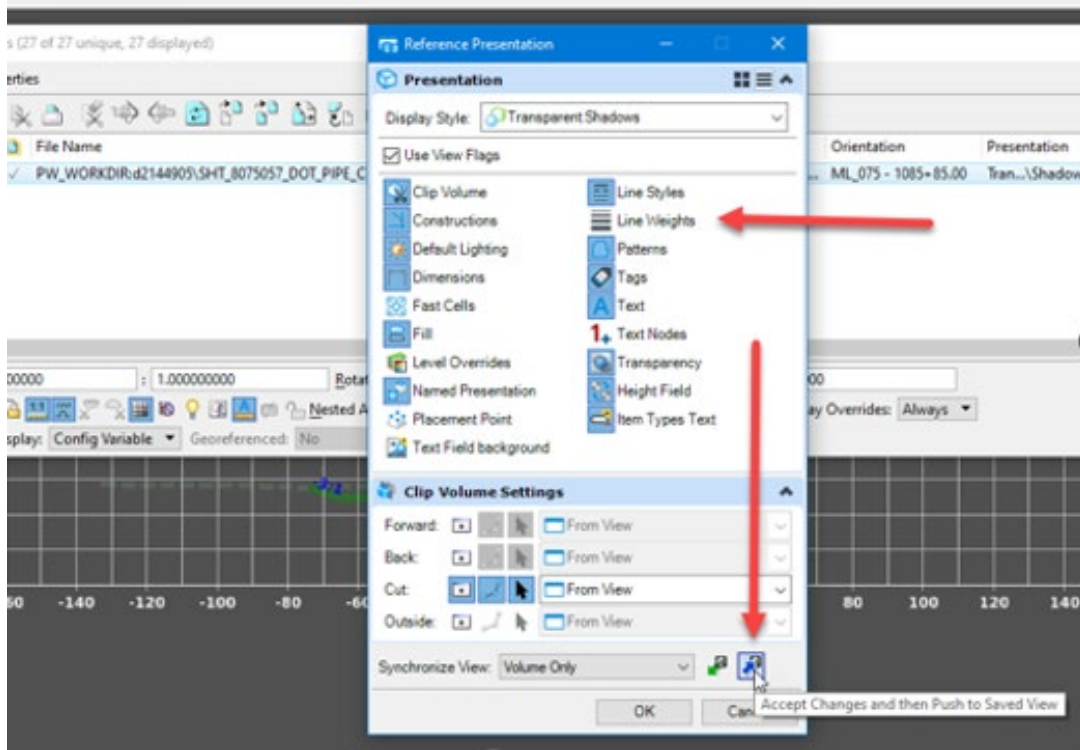 s (27 of 27 unique, 27 displayed)
erties
File Name
PW_WORKDIR:d2144905\SHT_8075057_DOT_PIPE_C
Reference Presentation
Presentation
Display Style: Transparent Shadows
Use View Flags
Clip Volume Line Styles
Constructions Line Weights
Default Lighting Patterns
Dimensions Tags
Fast Cells Text
Fill Text Nodes
Level Overrides Transparency
Named Presentation Height Field
Placement Point Item Types Text
Text Field background
Clip Volume Settings
Forward: From View
Back: From View
Cut: From View
Outside: From View
Synchronize View: Volume Only
OK Can
Accept Changes and then Push to Saved View
Orientation Presentation
... ML_075 - 1085+85.00 Tran...\Shadow
00000 : 1.000000000 Rotat
00
Nested A
ay Overrides: Always
splay: Config Variable Georeferenced: No
60 -140 -120 -100 -80 -60
80 100 120 140